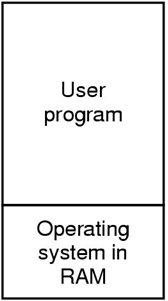 User
program
Operating
system in
RAM